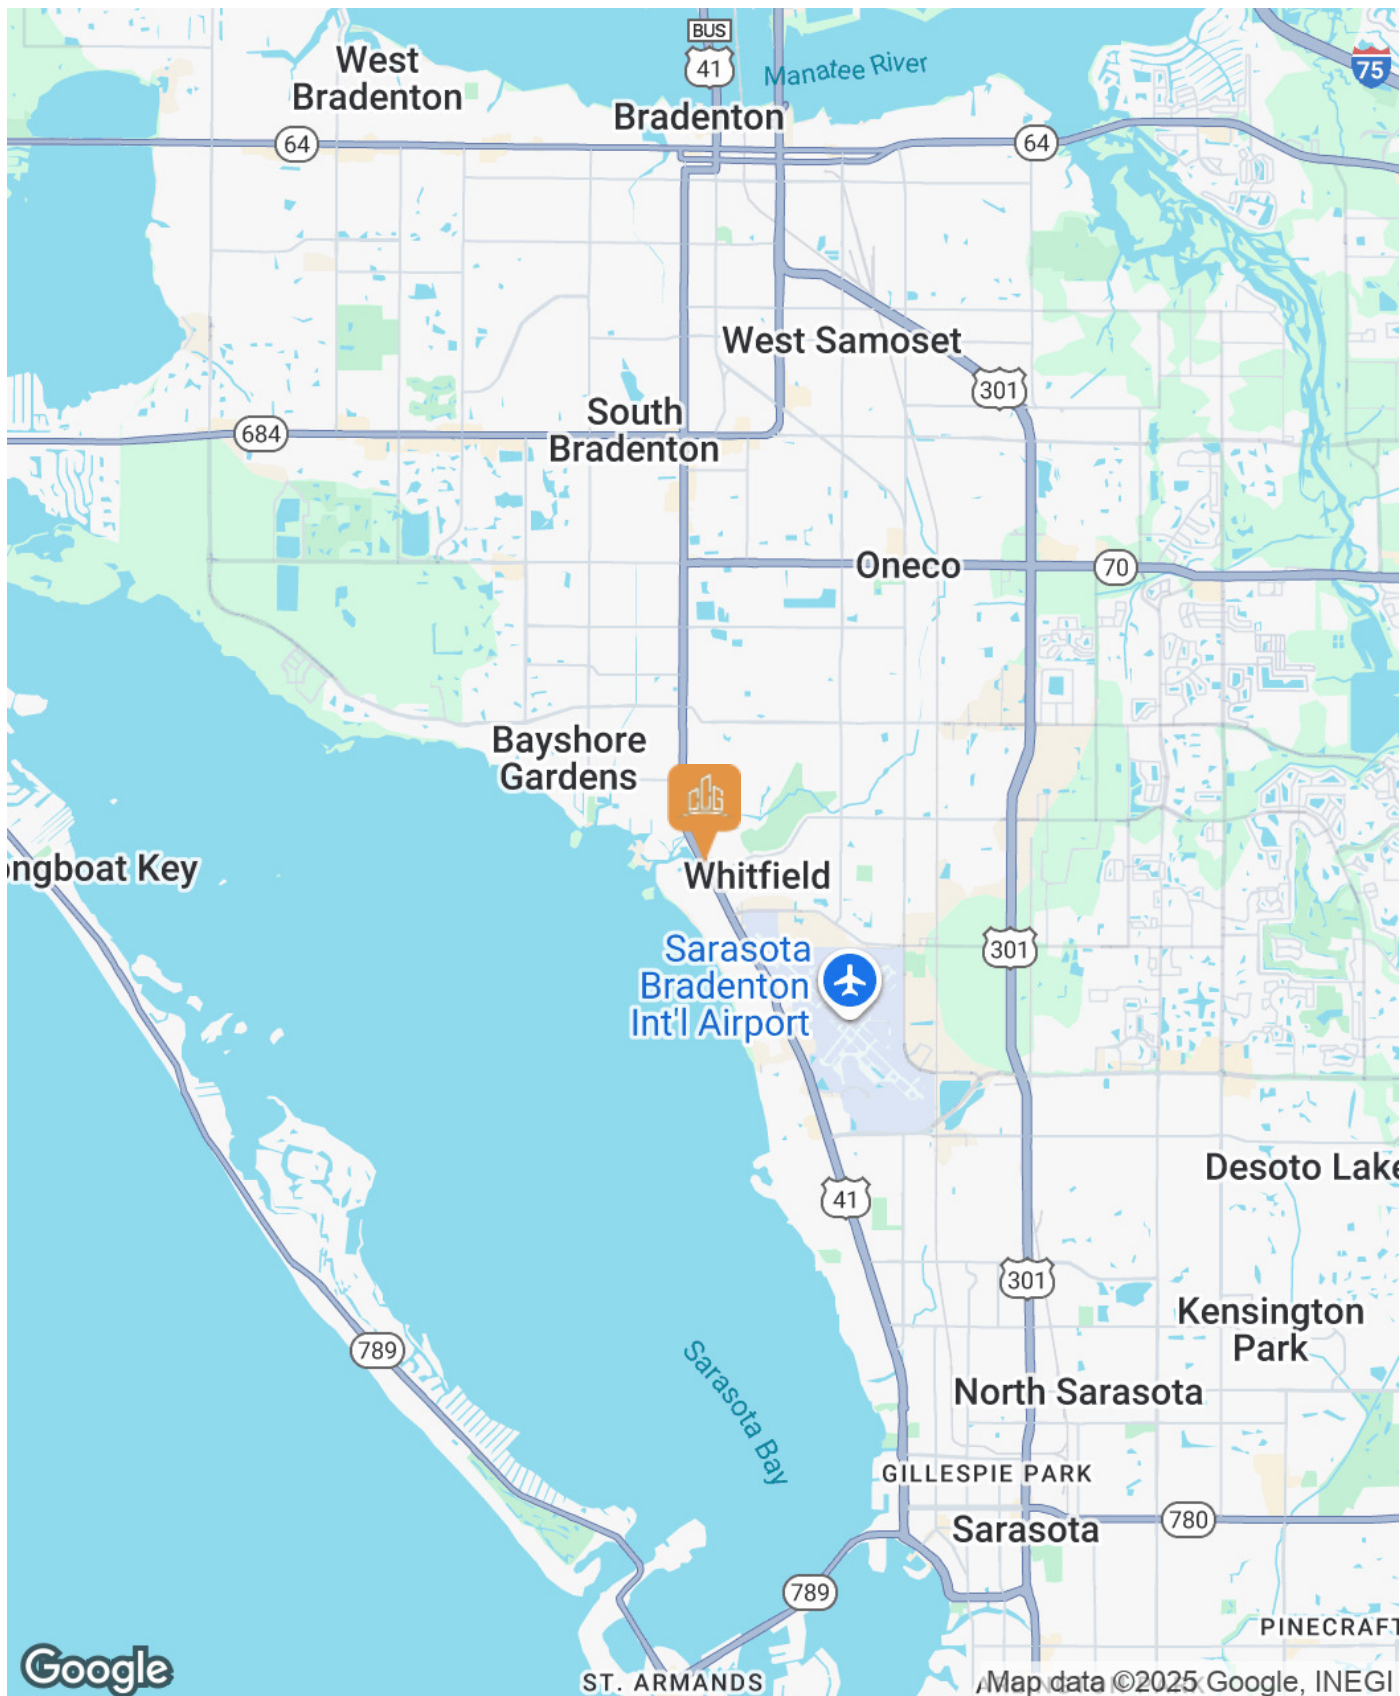 BUS
41
Manatee River
75
West
Bradenton
Bradenton
64
64
West Samoset
301
684
South
Bradenton
Oneco
70
Bayshore
Gardens
CCG
ongboat Key
Whitfield
Sarasota
Bradenton
Int'l Airport
301
Desoto Lake
41
301
Kensington
Park
789
Sarasota Bay
North Sarasota
GILLESPIE PARK
Sarasota
780
789
PINECRAFT
Google
ST. ARMANDS
Map data ©2025 Google, INEGI